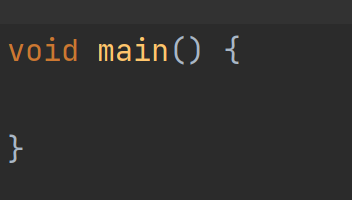 void main() {
}